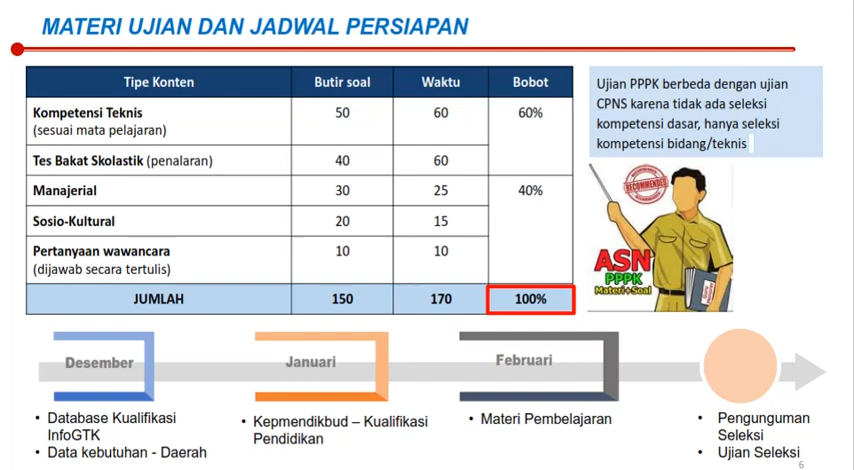 MATERI UJIAN DAN JADWAL PERSIAPAN
Tipe Konten Butir soal Waktu Bobot
Kompetensi Teknis 50 60 60%
(sesuai mata pelajaran)
Tes Bakat Skolastik (penalaran) 40 60
Manajerial 30 25 40%
Sosio-Kultural 20 15
Pertanyaan wawancara 10 10
(dijawab secara tertulis)
JUMLAH 150 170 100%
Ujian PPPK berbeda dengan ujian
CPNS karena tidak ada seleksi
kompetensi dasar, hanya seleksi
kompetensi bidang/teknis
RECOMMENDED
ASN
PPPK
Materi+Soal
Desember
Januari
Februari
• Database Kualifikasi
InfoGTK
• Data kebutuhan - Daerah
• Kepmendikbud – Kualifikasi
Pendidikan
• Materi Pembelajaran
• Pengunguman
Seleksi
• Ujian Seleksi
6